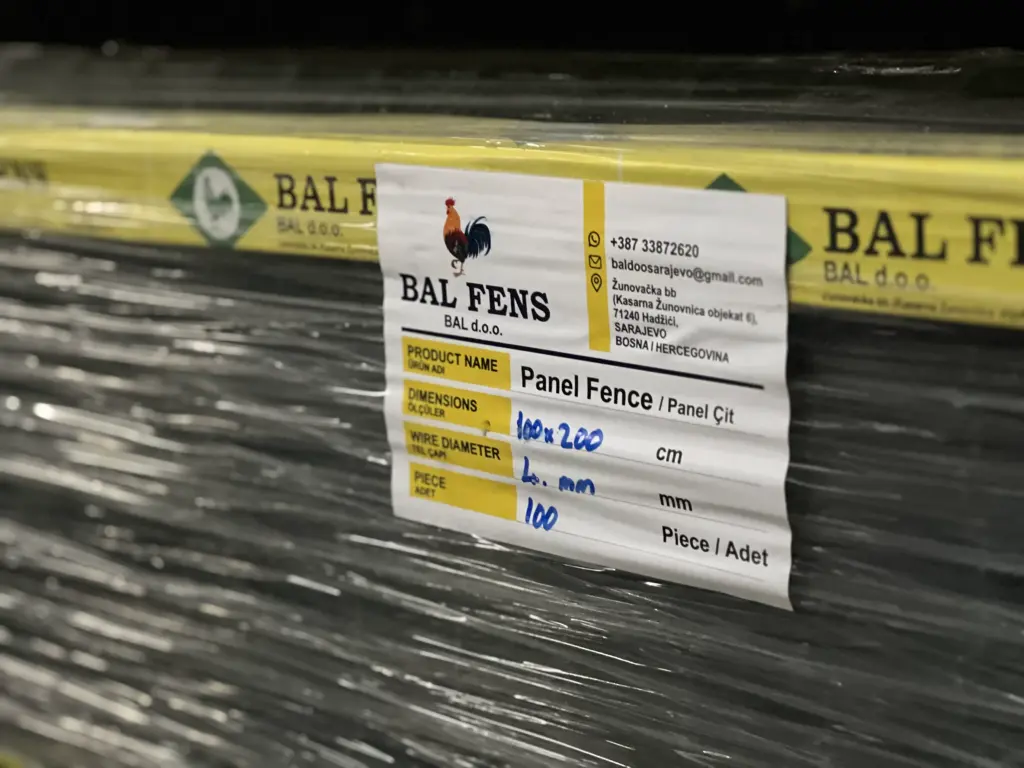 BAL F
BAL d.o.o.
BAL FENS
BAL d.o.o.
+387 33872620
baldoosarajevo@gmail.com
Žunovačka bb
(Kasarna Žunovnica objekat 6),
71240 Hadžići,
SARAJEVO
BOSNA / HERCEGOVINA
PRODUCT NAME
ÜRÜN ADI
Panel Fence / Panel Çit
DIMENSIONS
ÖLÇÜLER
100x200 cm
WIRE DIAMETER
TEL ÇAPI
4. mm mm
PIECE
ADET
100 Piece / Adet
BAL F
BAL d.o.o.